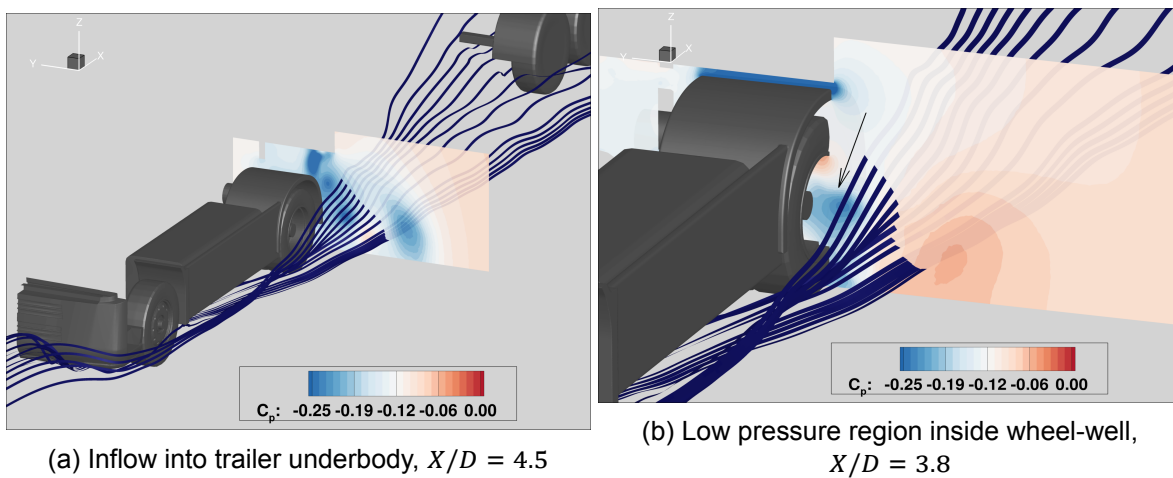 Z
Y
X
C_p: -0.25 -0.19 -0.12 -0.06 0.00
(a) Inflow into trailer underbody, X/D = 4.5
Z
Y
X
C_p: -0.25 -0.19 -0.12 -0.06 0.00
(b) Low pressure region inside wheel-well,
X/D = 3.8